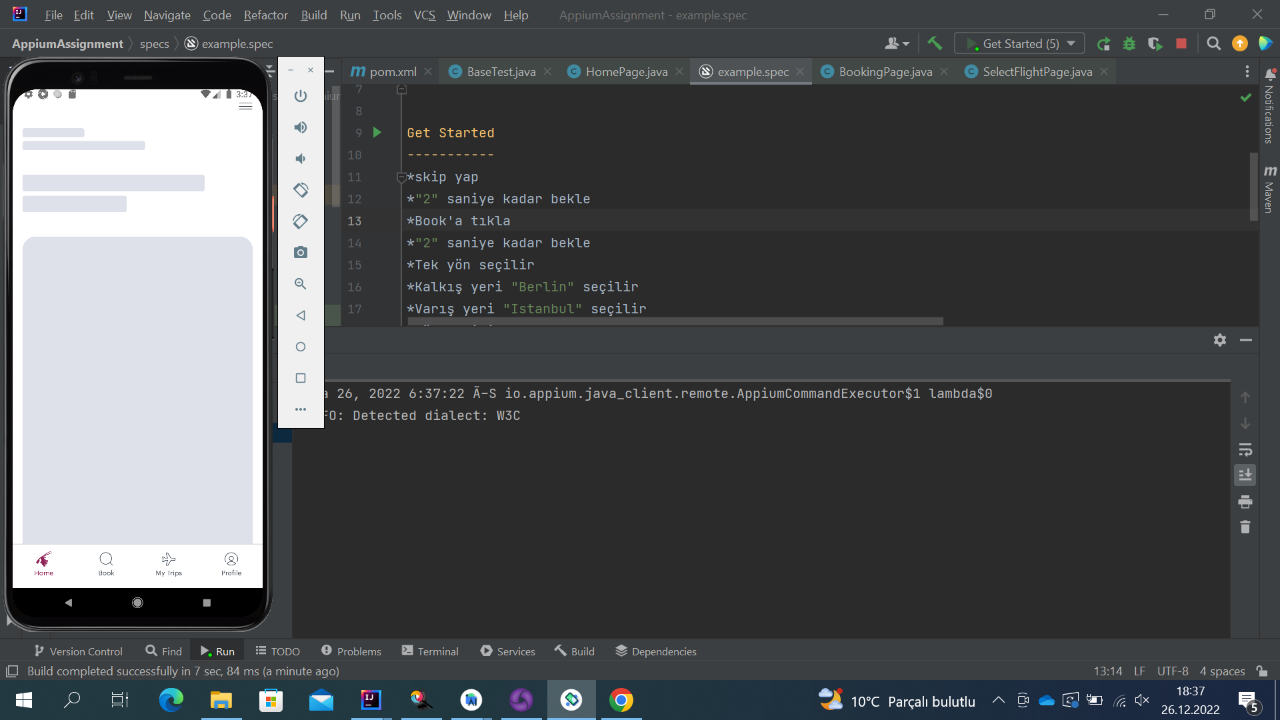 File Edit View Navigate Code Refactor Build Run Tools VCS Window Help AppiumAssignment - example.spec
AppiumAssignment specs example.spec Get Started (5)
pom.xml BaseTest.java HomePage.java example.spec BookingPage.java SelectFlightPage.java
3:37
7
8
9 Get Started
10 -----------
11 *skip yap
12 *"2" saniye kadar bekle
13 *Book'a tıkla
14 *"2" saniye kadar bekle
15 *Tek yön seçilir
16 *Kalkış yeri "Berlin" seçilir
17 *Varış yeri "Istanbul" seçilir
Notifications
Maven
26, 2022 6:37:22 Ã-S io.appium.java_client.remote.AppiumCommandExecutor$1 lambda$0
FO: Detected dialect: W3C
Home Book My Trips Profile
Version Control Find Run TODO Problems Terminal Services Build Dependencies
Build completed successfully in 7 sec, 84 ms (a minute ago) 13:14 LF UTF-8 4 spaces
10°C Parçalı bulutlu 18:37
26.12.2022 5